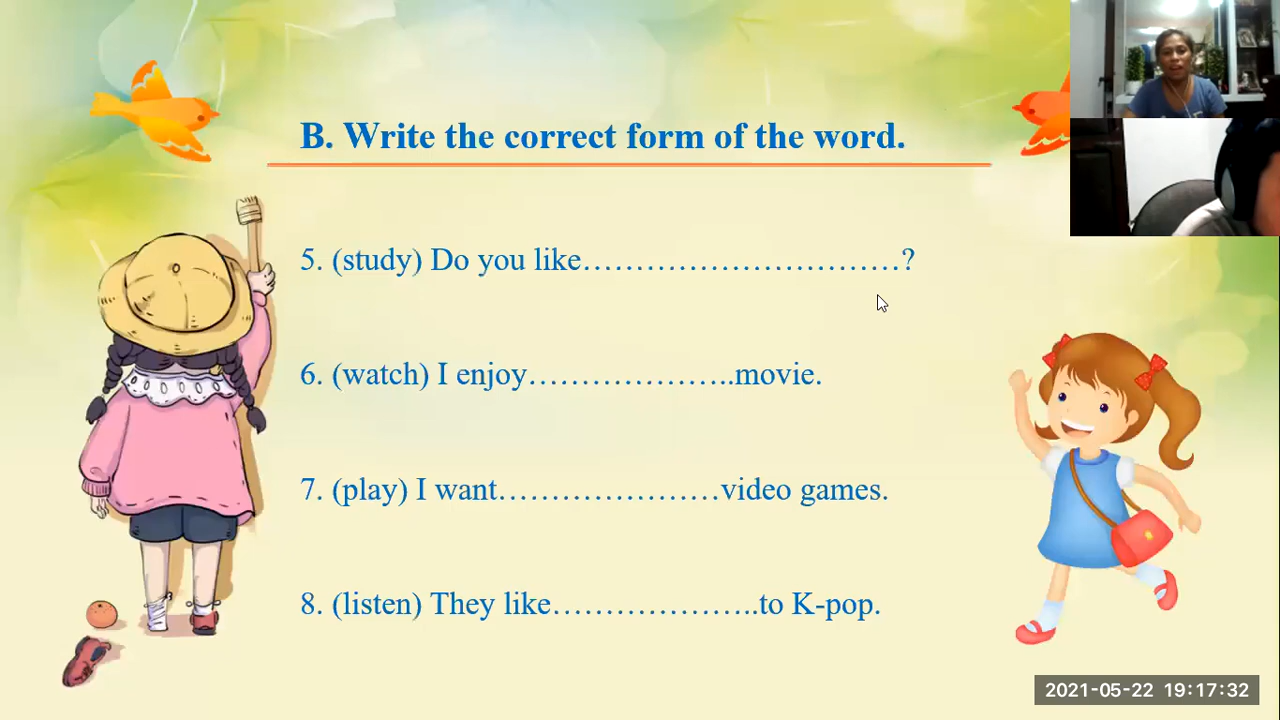 B. Write the correct form of the word.
5. (study) Do you like…………………………?
6. (watch) I enjoy………………..movie.
7. (play) I want…………………video games.
8. (listen) They like………………..to K-pop.
2021-05-22 19:17:32